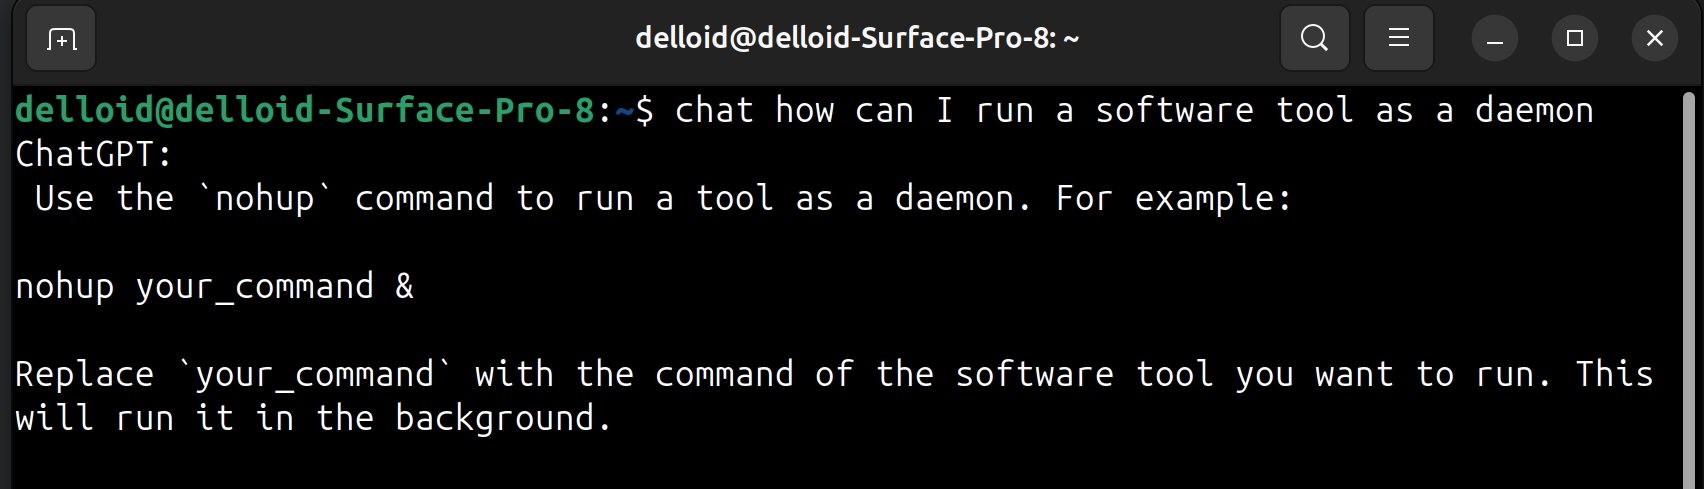 delloid@delloid-Surface-Pro-8: ~
delloid@delloid-Surface-Pro-8:~$ chat how can I run a software tool as a daemon
ChatGPT:
 Use the `nohup` command to run a tool as a daemon. For example:
nohup your_command &
Replace `your_command` with the command of the software tool you want to run. This
will run it in the background.